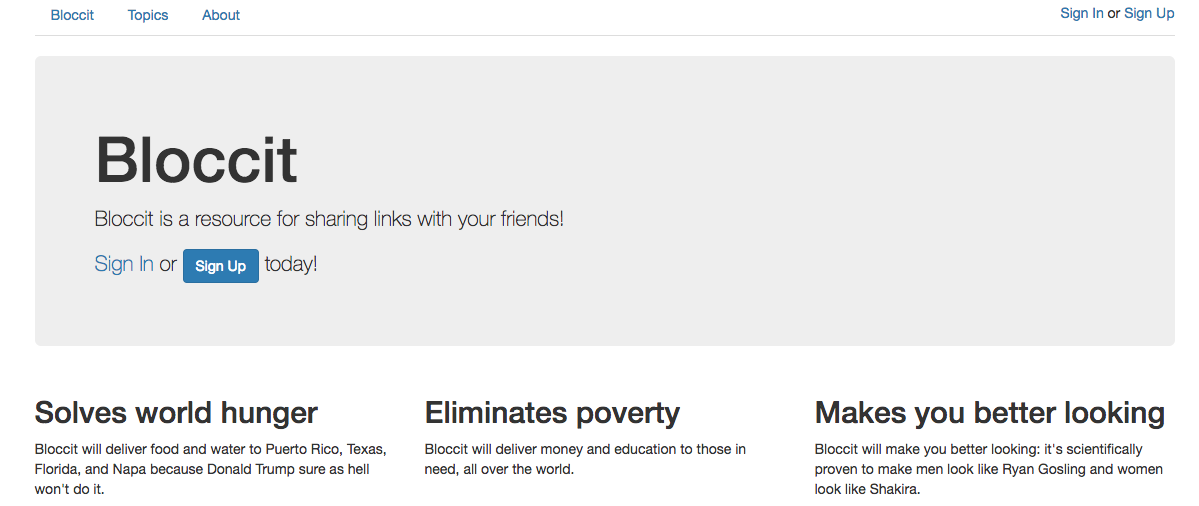 Bloccit Topics About Sign In or Sign Up
Bloccit
Bloccit is a resource for sharing links with your friends!
Sign In or Sign Up today!
Solves world hunger
Bloccit will deliver food and water to Puerto Rico, Texas,
Florida, and Napa because Donald Trump sure as hell
won't do it.
Eliminates poverty
Bloccit will deliver money and education to those in
need, all over the world.
Makes you better looking
Bloccit will make you better looking: it's scientifically
proven to make men look like Ryan Gosling and women
look like Shakira.